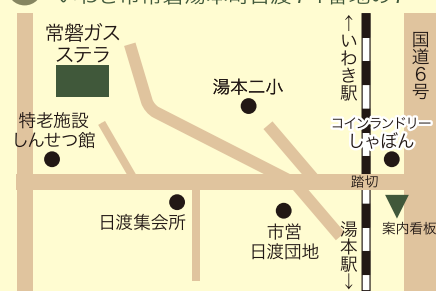 常磐ガス
ステラ
湯本二小
↑いわき駅
国道6号
特老施設
しんせつ館
コインランドリー
しゃぼん
踏切
日渡集会所
市営
日渡団地
湯本駅↓
案内看板